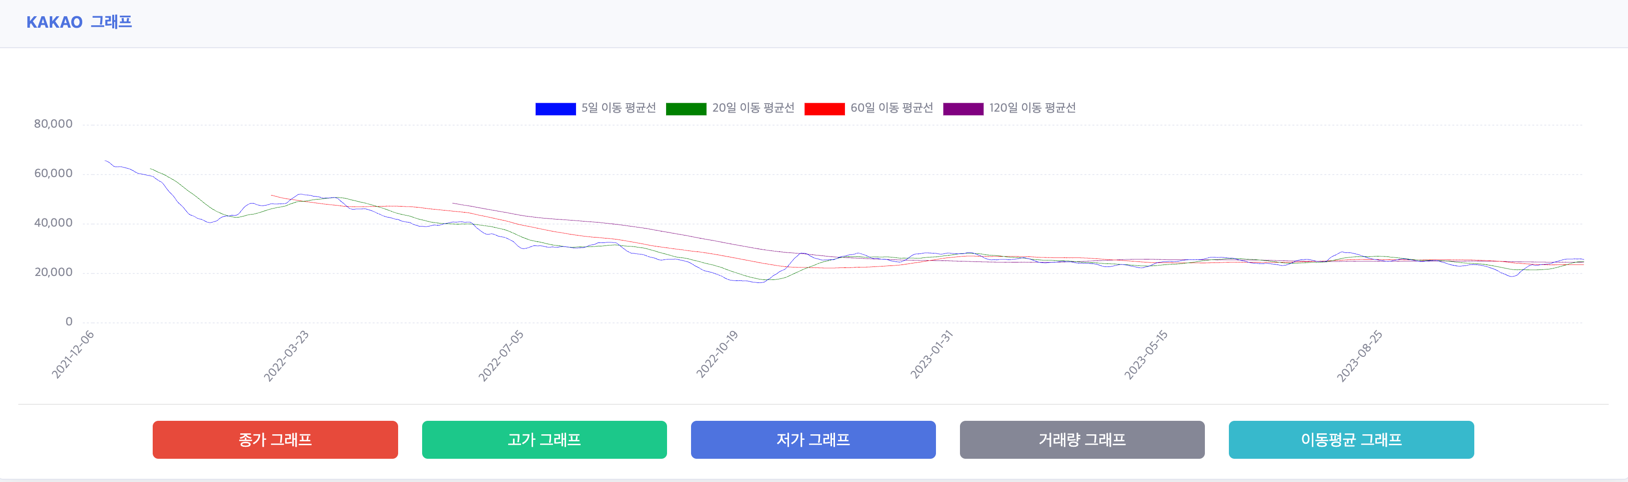 KAKAO 그래프
5일 이동 평균선 20일 이동 평균선 60일 이동 평균선 120일 이동 평균선
80,000
60,000
40,000
20,000
0
2021-12-06 2022-03-23 2022-07-05 2022-10-19 2023-01-31 2023-05-15 2023-08-25
종가 그래프 고가 그래프 저가 그래프 거래량 그래프 이동평균 그래프